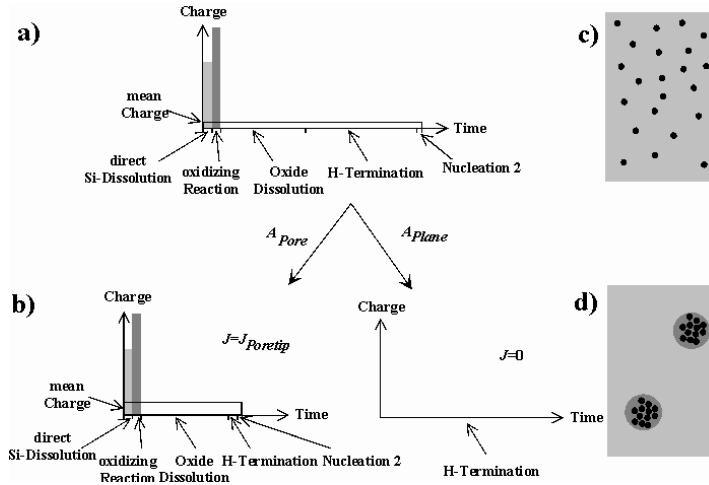 a)
Charge
c)
mean
Charge
Time
direct
Si-Dissolution
oxidizing
Reaction
Oxide
Dissolution
H-Termination
Nucleation 2
A Pore
A Plane
b)
Charge
J=J Poretip
mean
Charge
Time
direct
Si-Dissolution
oxidizing
Reaction
Oxide
Dissolution
H-Termination
Nucleation 2
Charge
J=0
Time
H-Termination
d)